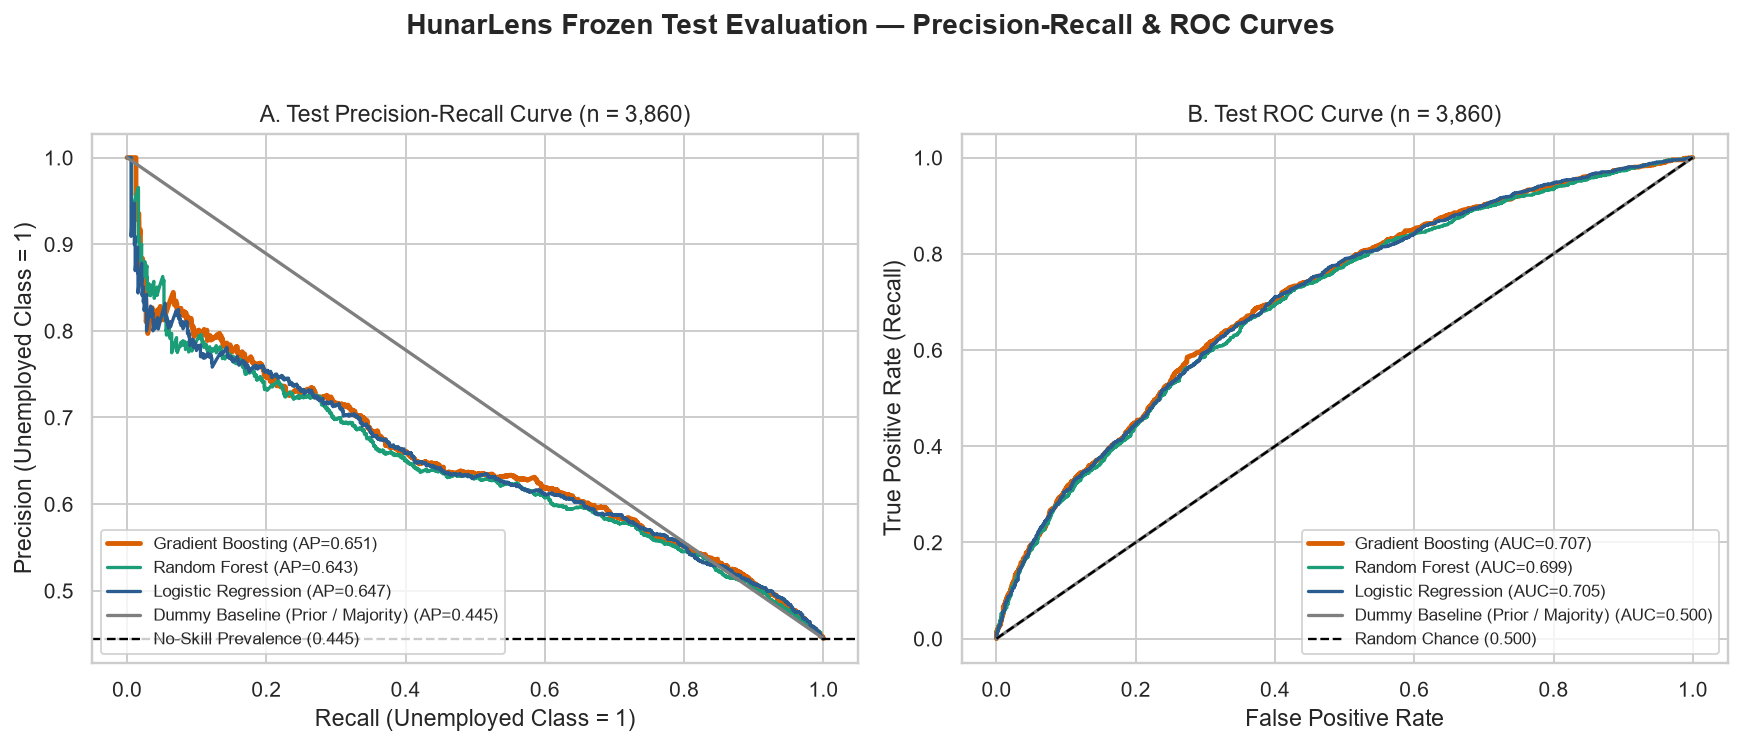 HunarLens Frozen Test Evaluation — Precision-Recall & ROC Curves
A. Test Precision-Recall Curve (n = 3,860)
Precision (Unemployed Class = 1)
1.0
0.9
0.8
0.7
0.6
0.5
Gradient Boosting (AP=0.651)
Random Forest (AP=0.643)
Logistic Regression (AP=0.647)
Dummy Baseline (Prior / Majority) (AP=0.445)
No-Skill Prevalence (0.445)
0.0 0.2 0.4 0.6 0.8 1.0
Recall (Unemployed Class = 1)
B. Test ROC Curve (n = 3,860)
True Positive Rate (Recall)
1.0
0.8
0.6
0.4
0.2
0.0
Gradient Boosting (AUC=0.707)
Random Forest (AUC=0.699)
Logistic Regression (AUC=0.705)
Dummy Baseline (Prior / Majority) (AUC=0.500)
Random Chance (0.500)
0.0 0.2 0.4 0.6 0.8 1.0
False Positive Rate